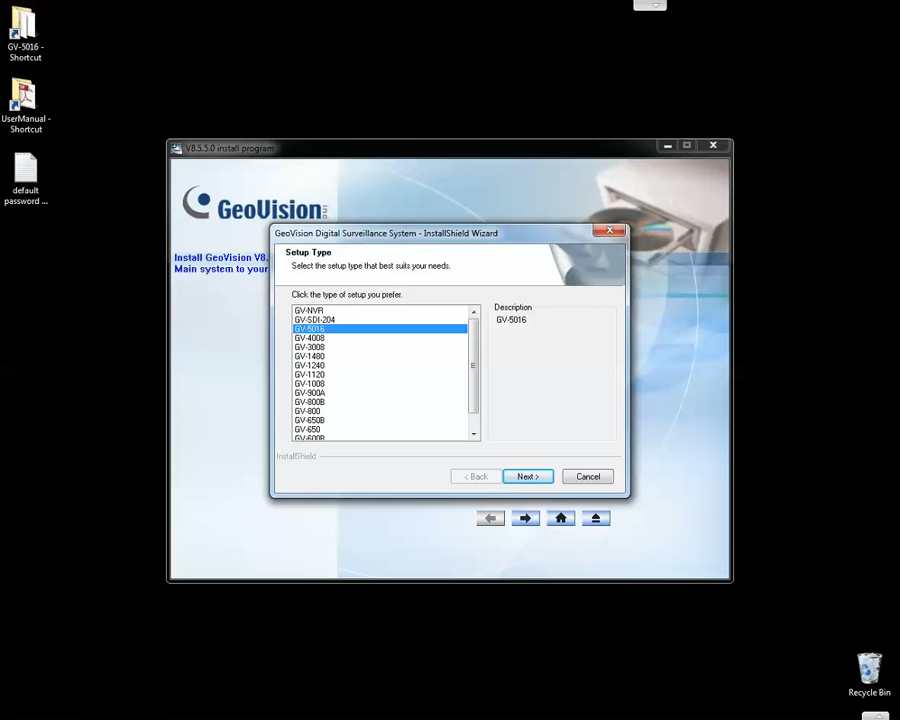 GV-5016 -
Shortcut
UserManual -
Shortcut
default
password ...
V8.5.5.0 install program
GeoVision inc
Install GeoVision V8.
Main system to your
GeoVision Digital Surveillance System - InstallShield Wizard
Setup Type
Select the setup type that best suits your needs.
Click the type of setup you prefer.
GV-NVR
GV-SDI-204
GV-5016
GV-4008
GV-3008
GV-1480
GV-1240
GV-1120
GV-1008
GV-900A
GV-800B
GV-800
GV-650B
GV-650
GV-600B
Description
GV-5016
InstallShield
< Back
Next >
Cancel
Recycle Bin